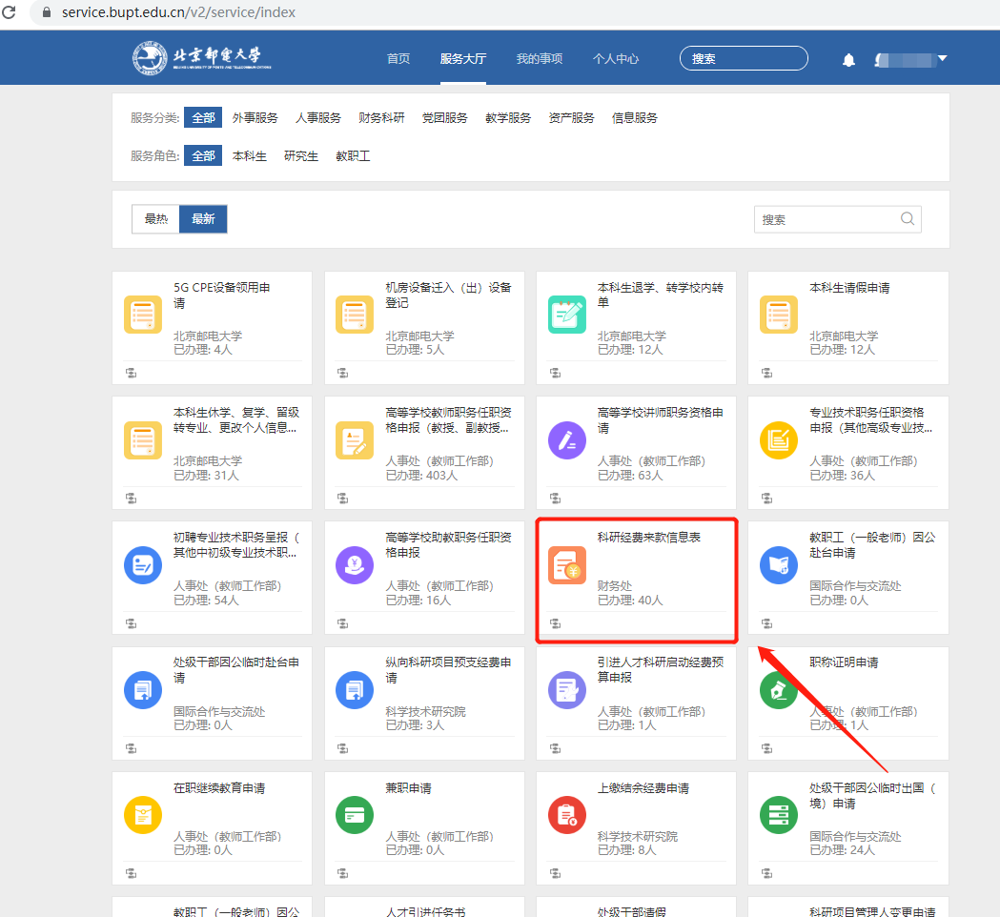 service.bupt.edu.cn/v2/service/index
北京邮电大学
BEIJING UNIVERSITY OF POSTS AND TELECOMMUNICATIONS
首页 服务大厅 我的事项 个人中心 搜索
服务分类: 全部 外事服务 人事服务 财务科研 党团服务 教学服务 资产服务 信息服务
服务角色: 全部 本科生 研究生 教职工
最热 最新 搜索
5G CPE设备领用申
请
北京邮电大学
已办理: 4人
机房设备迁入（出）设备
登记
北京邮电大学
已办理: 5人
本科生退学、转学校内转
单
北京邮电大学
已办理: 12人
本科生请假申请
北京邮电大学
已办理: 12人
本科生休学、复学、留级
转专业、更改个人信息...
北京邮电大学
已办理: 31人
高等学校教师职务任职资
格申报（教授、副教授...
人事处（教师工作部）
已办理: 403人
高等学校讲师职务资格申
请
人事处（教师工作部）
已办理: 63人
专业技术职务任职资格
申报（其他高级专业技...
人事处（教师工作部）
已办理: 36人
初聘专业技术职务呈报（
其他中初级专业技术职...
人事处（教师工作部）
已办理: 54人
高等学校助教职务任职资
格申报
人事处（教师工作部）
已办理: 16人
科研经费来款信息表
财务处
已办理: 40人
教职工（一般老师）因公
赴台申请
国际合作与交流处
已办理: 0人
处级干部因公临时赴台申
请
国际合作与交流处
已办理: 0人
纵向科研项目预支经费申
请
科学技术研究院
已办理: 3人
引进人才科研启动经费预
算申报
人事处（教师工作部）
已办理: 1人
职称证明申请
人事处（教师工作部）
已办理: 1人
在职继续教育申请
人事处（教师工作部）
已办理: 0人
兼职申请
人事处（教师工作部）
已办理: 0人
上缴结余经费申请
科学技术研究院
已办理: 8人
处级干部因公临时出国（
境）申请
国际合作与交流处
已办理: 24人
教职工（一般老师）因公
人才引进任务书
处级干部请假
科研项目管理人变更申请